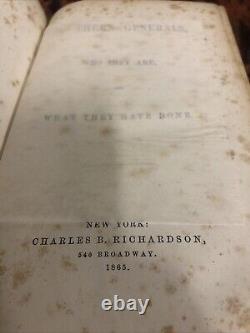 GENERALS,
WHO THEY ARE,
WHAT THEY HAVE DONE.
NEW YORK:
CHARLES B. RICHARDSON,
540 BROADWAY.
1865.